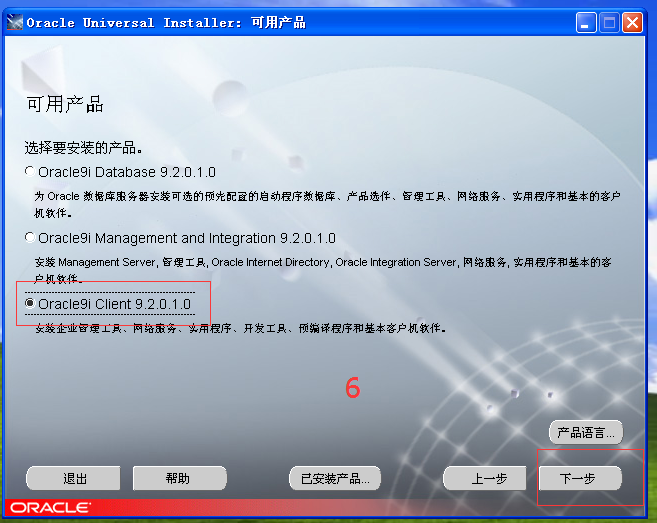 Oracle Universal Installer: 可用产品
可用产品
选择要安装的产品。
Oracle9i Database 9.2.0.1.0
为 Oracle 数据库服务器安装可选的预先配置的启动程序数据库、产品选件、管理工具、网络服务、实用程序和基本的客户
机软件。
Oracle9i Management and Integration 9.2.0.1.0
安装 Management Server, 管理工具, Oracle Internet Directory, Oracle Integration Server, 网络服务, 实用程序和基本的客
户机软件。
Oracle9i Client 9.2.0.1.0
安装企业管理工具、网络服务、实用程序、开发工具、预编译程序和基本客户机软件。
6
产品语言...
退出 帮助 已安装产品... 上一步 下一步
ORACLE